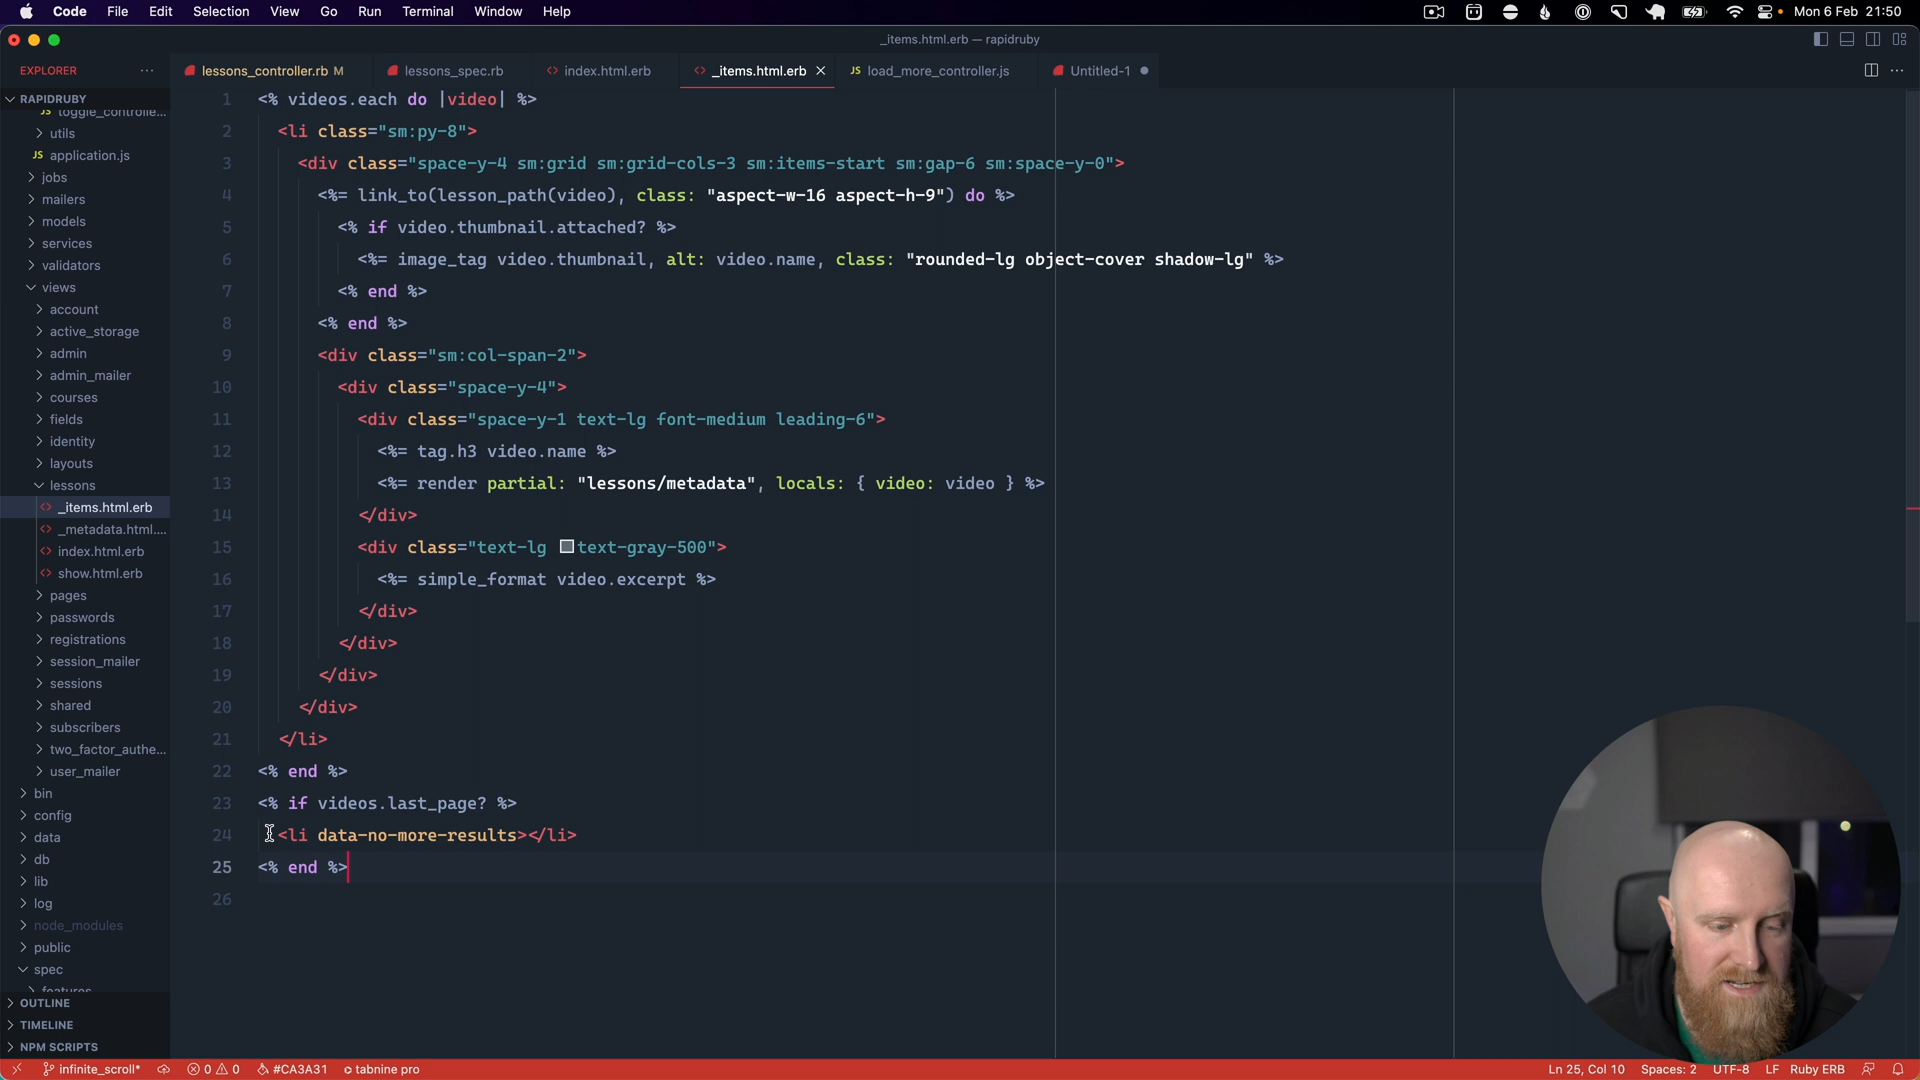 Code File Edit Selection View Go Run Terminal Window Help Mon 6 Feb 21:50
_items.html.erb — rapidruby
EXPLORER
lessons_controller.rb M
lessons_spec.rb
index.html.erb
_items.html.erb
JS load_more_controller.js
Untitled-1
RAPIDRUBY
JS toggle_controlle...
utils
JS application.js
jobs
mailers
models
services
validators
views
account
active_storage
admin
admin_mailer
courses
fields
identity
layouts
lessons
_items.html.erb
_metadata.html....
index.html.erb
show.html.erb
pages
passwords
registrations
session_mailer
sessions
shared
subscribers
two_factor_authe...
user_mailer
bin
config
data
db
lib
log
node_modules
public
spec
features
OUTLINE
TIMELINE
NPM SCRIPTS
1 <% videos.each do |video| %>
2 <li class="sm:py-8">
3 <div class="space-y-4 sm:grid sm:grid-cols-3 sm:items-start sm:gap-6 sm:space-y-0">
4 <%= link_to(lesson_path(video), class: "aspect-w-16 aspect-h-9") do %>
5 <% if video.thumbnail.attached? %>
6 <%= image_tag video.thumbnail, alt: video.name, class: "rounded-lg object-cover shadow-lg" %>
7 <% end %>
8 <% end %>
9 <div class="sm:col-span-2">
10 <div class="space-y-4">
11 <div class="space-y-1 text-lg font-medium leading-6">
12 <%= tag.h3 video.name %>
13 <%= render partial: "lessons/metadata", locals: { video: video } %>
14 </div>
15 <div class="text-lg text-gray-500">
16 <%= simple_format video.excerpt %>
17 </div>
18 </div>
19 </div>
20 </div>
21 </li>
22 <% end %>
23 <% if videos.last_page? %>
24 <li data-no-more-results></li>
25 <% end %>
26
infinite_scroll* 0 0 #CA3A31 tabnine pro Ln 25, Col 10 Spaces: 2 UTF-8 LF Ruby ERB